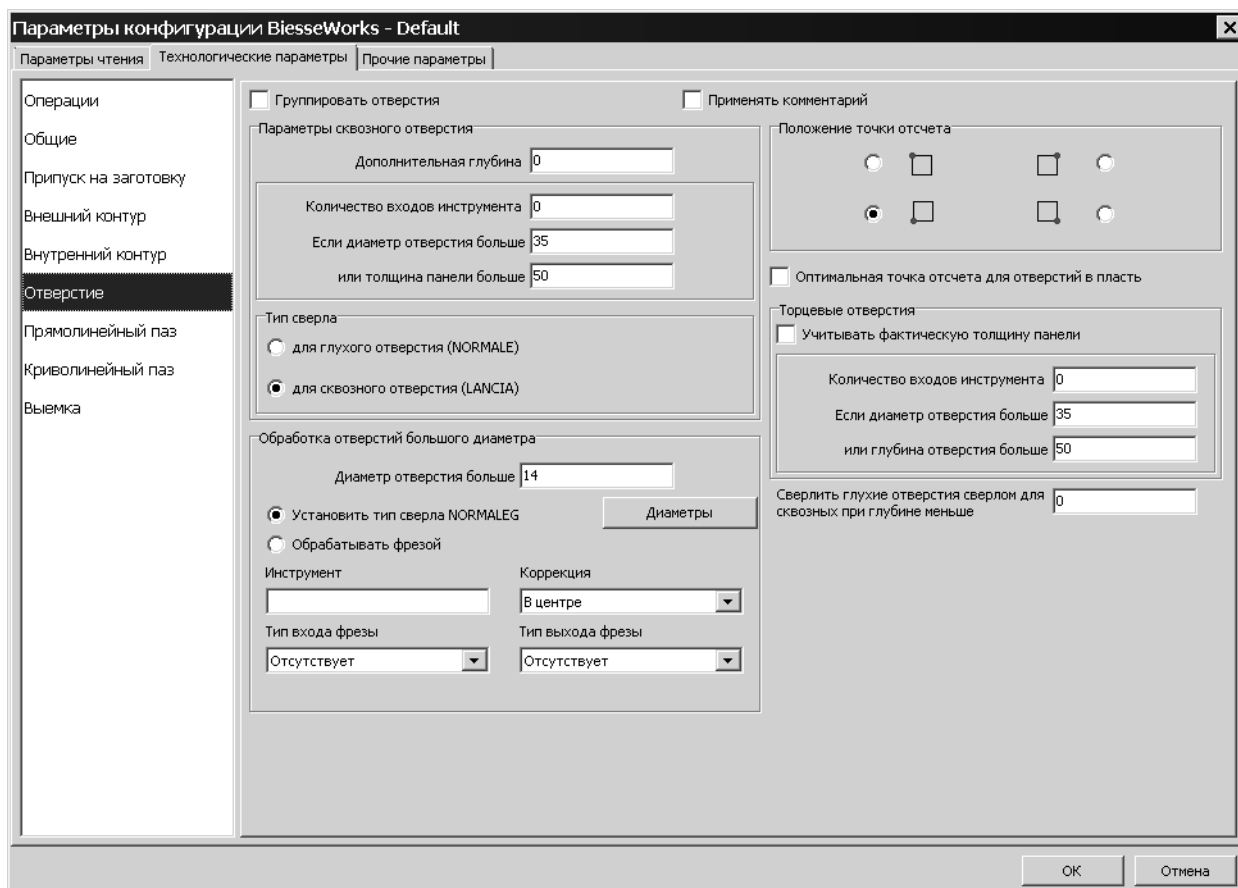 Параметры конфигурации BiesseWorks - Default
Параметры чтения
Технологические параметры
Прочие параметры
Операции
Общие
Припуск на заготовку
Внешний контур
Внутренний контур
Отверстие
Прямолинейный паз
Криволинейный паз
Выемка
Группировать отверстия
Применять комментарий
Параметры сквозного отверстия
Дополнительная глубина 0
Количество входов инструмента 0
Если диаметр отверстия больше 35
или толщина панели больше 50
Тип сверла
для глухого отверстия (NORMALE)
для сквозного отверстия (LANCIA)
Обработка отверстий большого диаметра
Диаметр отверстия больше 14
Установить тип сверла NORMALEG
Диаметры
Обрабатывать фрезой
Инструмент
Коррекция
В центре
Тип входа фрезы
Тип выхода фрезы
Отсутствует
Отсутствует
Положение точки отсчета
Оптимальная точка отсчета для отверстий в пласть
Торцевые отверстия
Учитывать фактическую толщину панели
Количество входов инструмента 0
Если диаметр отверстия больше 35
или глубина отверстия больше 50
Сверлить глухие отверстия сверлом для
сквозных при глубине меньше 0
ОК
Отмена